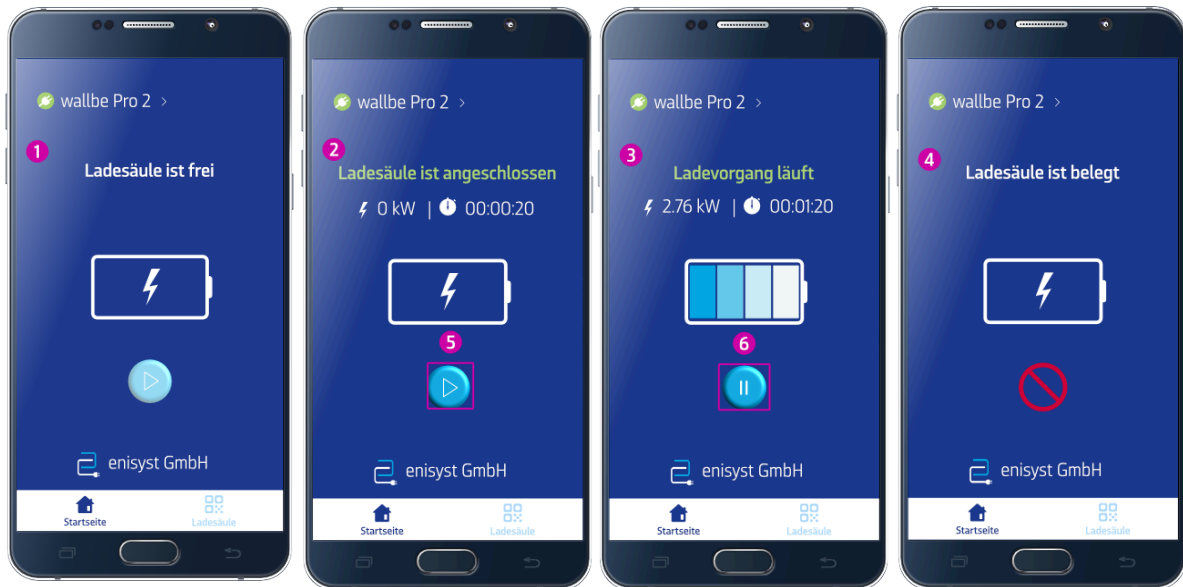 wallbe Pro 2 >
1
Ladesäule ist frei
enisyst GmbH
Startseite
Ladesäule
wallbe Pro 2 >
2
Ladesäule ist angeschlossen
0 kW | 00:00:20
5
enisyst GmbH
Startseite
Ladesäule
wallbe Pro 2 >
3
Ladevorgang läuft
2.76 kW | 00:01:20
6
enisyst GmbH
Startseite
Ladesäule
wallbe Pro 2 >
4
Ladesäule ist belegt
enisyst GmbH
Startseite
Ladesäule